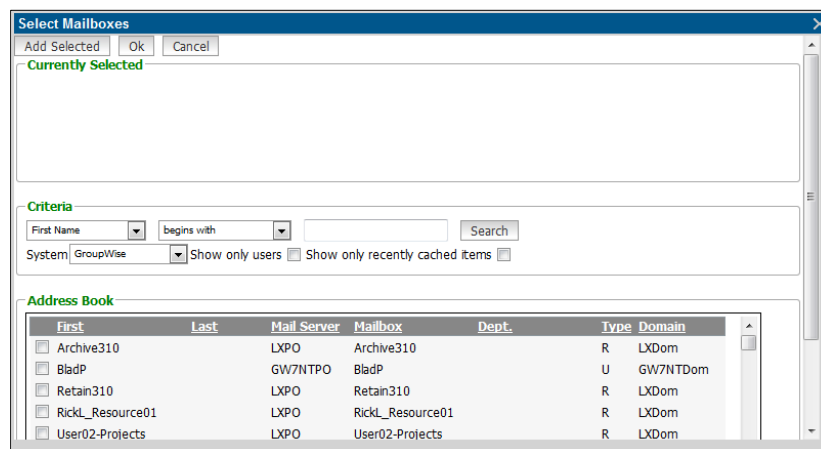 Select Mailboxes
Add Selected Ok Cancel
Currently Selected
Criteria
First Name begins with Search
System GroupWise Show only users Show only recently cached items
Address Book
First Last Mail Server Mailbox Dept. Type Domain
Archive310 LXPO Archive310 R LXDom
BladP GW7NTPO BladP U GW7NTDom
Retain310 LXPO Retain310 R LXDom
RickL_Resource01 LXPO RickL_Resource01 R LXDom
User02-Projects LXPO User02-Projects R LXDom